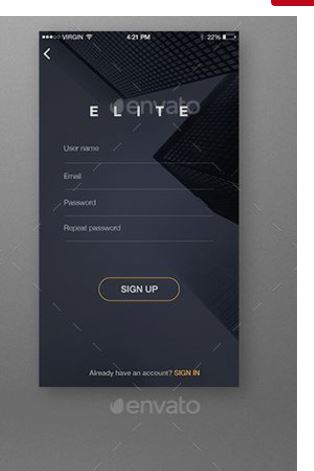 ●●●○○ VIRGIN 4:21 PM 22%
envato
E L I T E
User name
Email
Password
Repeat password
SIGN UP
Already have an account? SIGN IN
envato